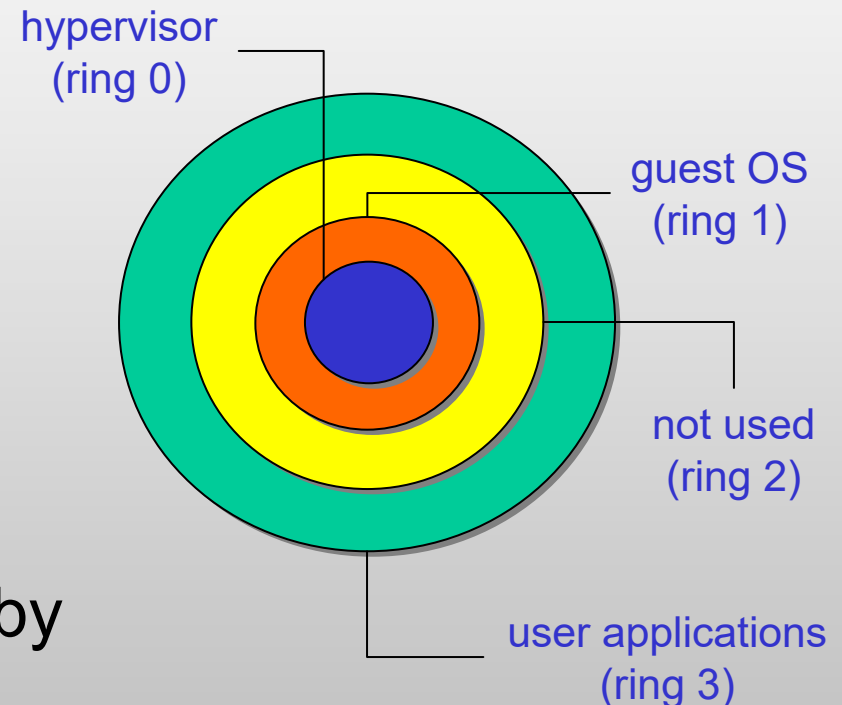 hypervisor
(ring 0)
guest OS
(ring 1)
not used
(ring 2)
by
user applications
(ring 3)